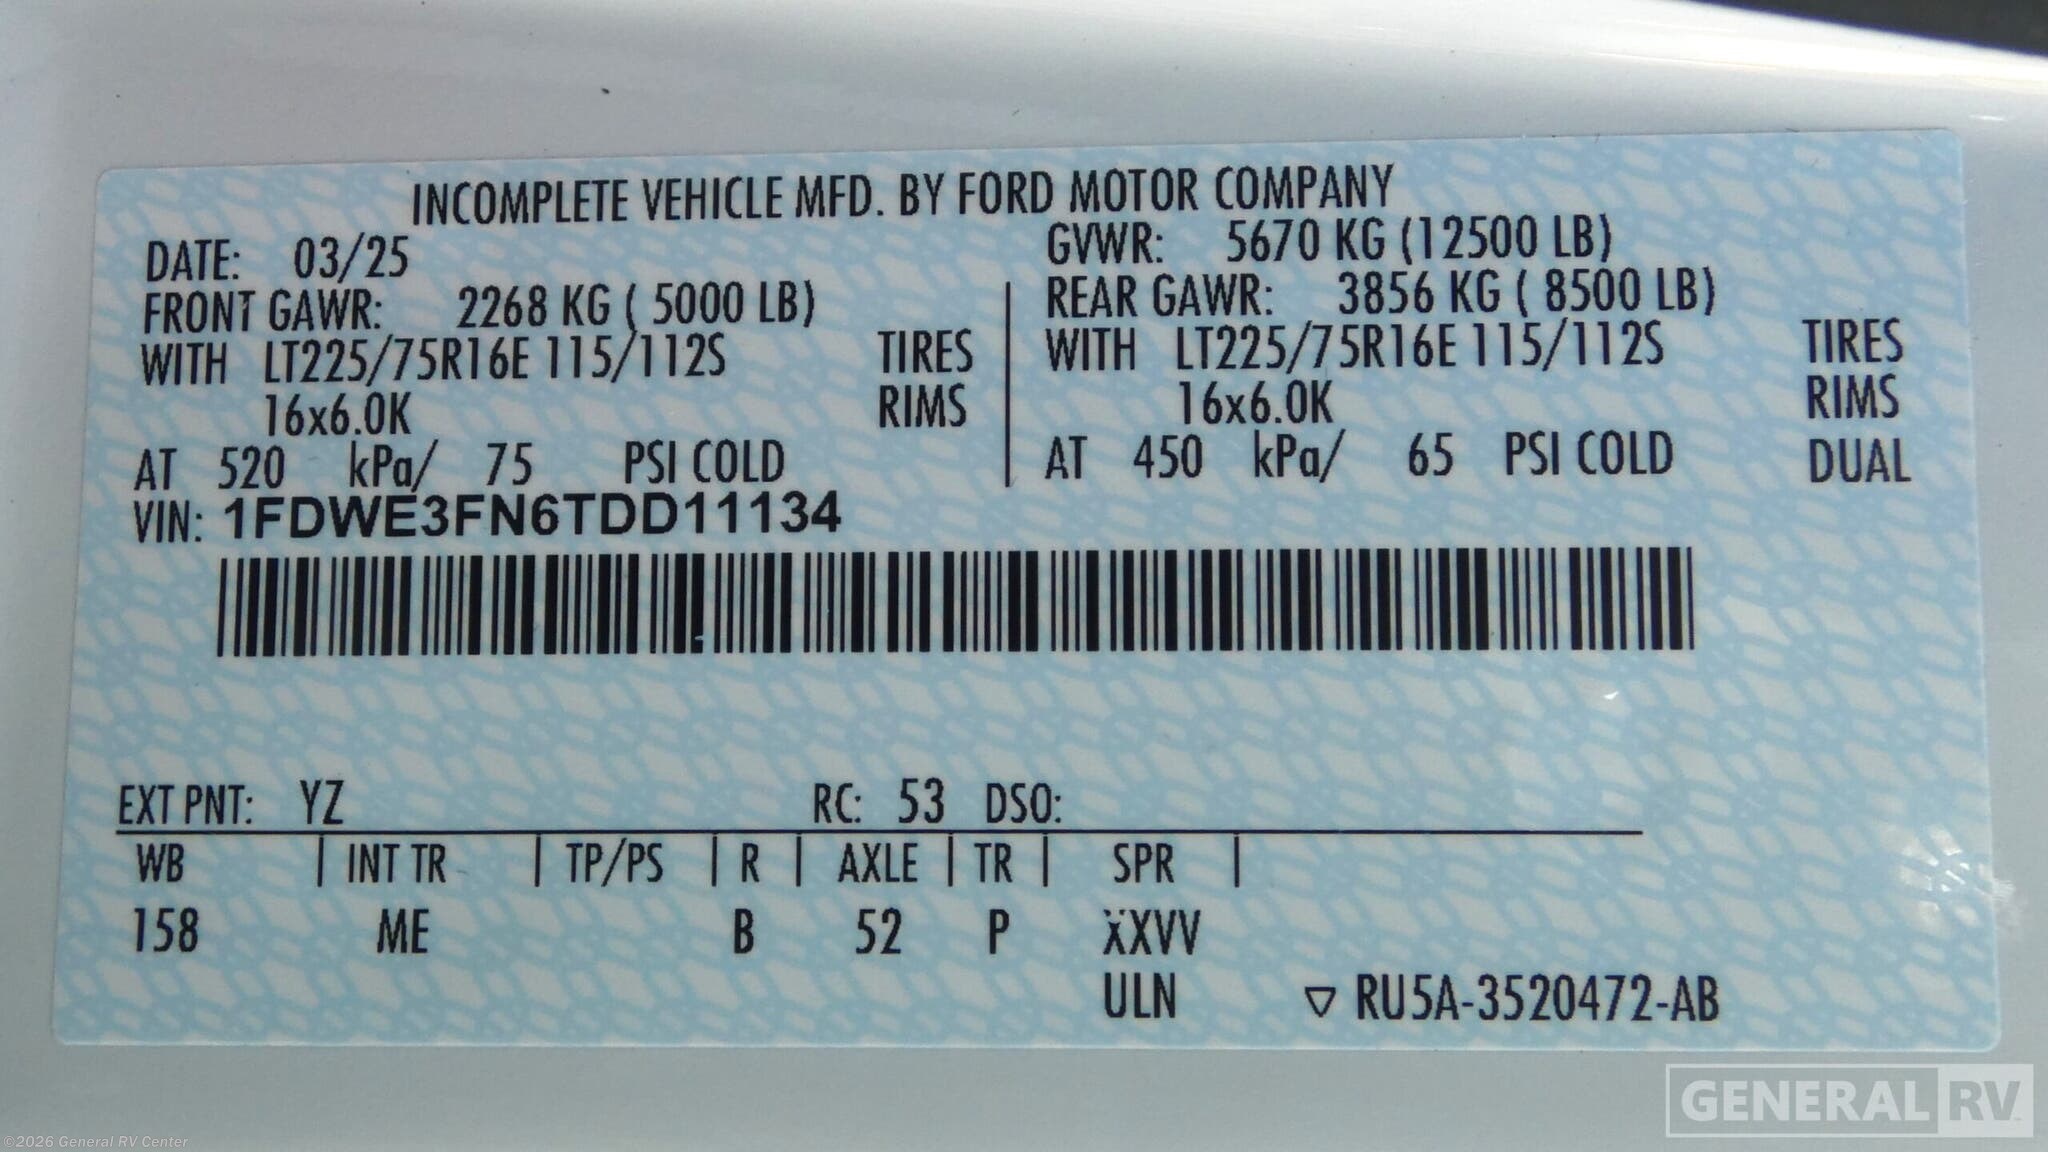 INCOMPLETE VEHICLE MFD. BY FORD MOTOR COMPANY
DATE: 03/25 GVWR: 5670 KG (12500 LB)
FRONT GAWR: 2268 KG ( 5000 LB) REAR GAWR: 3856 KG ( 8500 LB)
WITH LT225/75R16E 115/112S TIRES WITH LT225/75R16E 115/112S TIRES
16x6.0K RIMS 16x6.0K RIMS
AT 520 kPa/ 75 PSI COLD AT 450 kPa/ 65 PSI COLD DUAL
VIN: 1FDWE3FN6TDD11134
EXT PNT: YZ RC: 53 DSO:
WB | INT TR | TP/PS | R | AXLE | TR | SPR |
158 ME B 52 P XXVV
ULN ▽ RU5A-3520472-AB
GENERAL RV
©2026 General RV Center